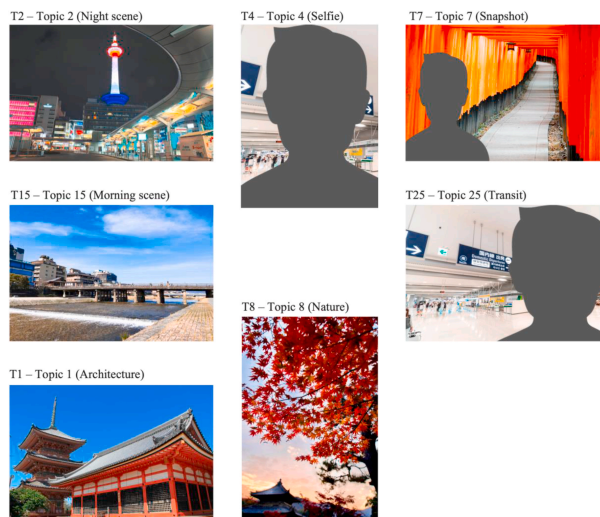 T2 – Topic 2 (Night scene)
T4 – Topic 4 (Selfie)
T7 – Topic 7 (Snapshot)
T15 – Topic 15 (Morning scene)
T25 – Topic 25 (Transit)
T8 – Topic 8 (Nature)
T1 – Topic 1 (Architecture)